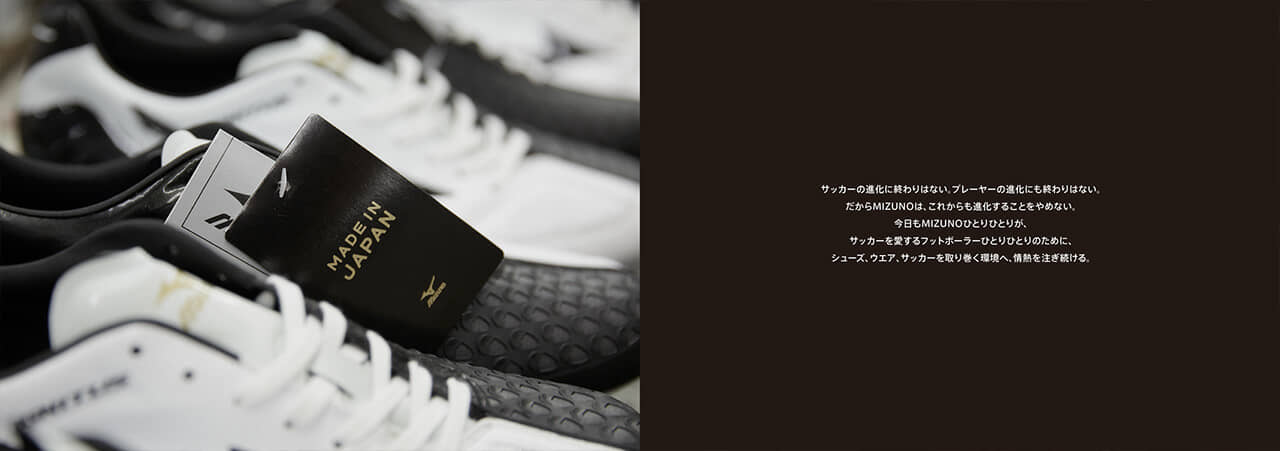 MADE IN
JAPAN
mizuno
サッカーの進化に終わりはない。プレーヤーの進化にも終わりはない。
だからMIZUNOは、これからも進化することをやめない。
今日もMIZUNOひとりひとりが、
サッカーを愛するフットボーラーひとりひとりのために、
シューズ、ウエア、サッカーを取り巻く環境へ、情熱を注ぎ続ける。